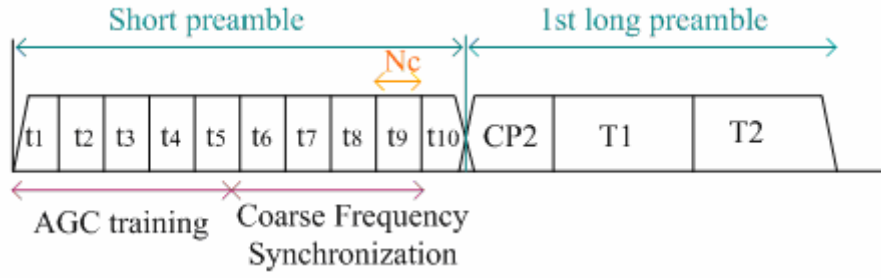 Short preamble 1st long preamble
Nc
t1 t2 t3 t4 t5 t6 t7 t8 t9 t10 CP2 T1 T2
AGC training Coarse Frequency
Synchronization